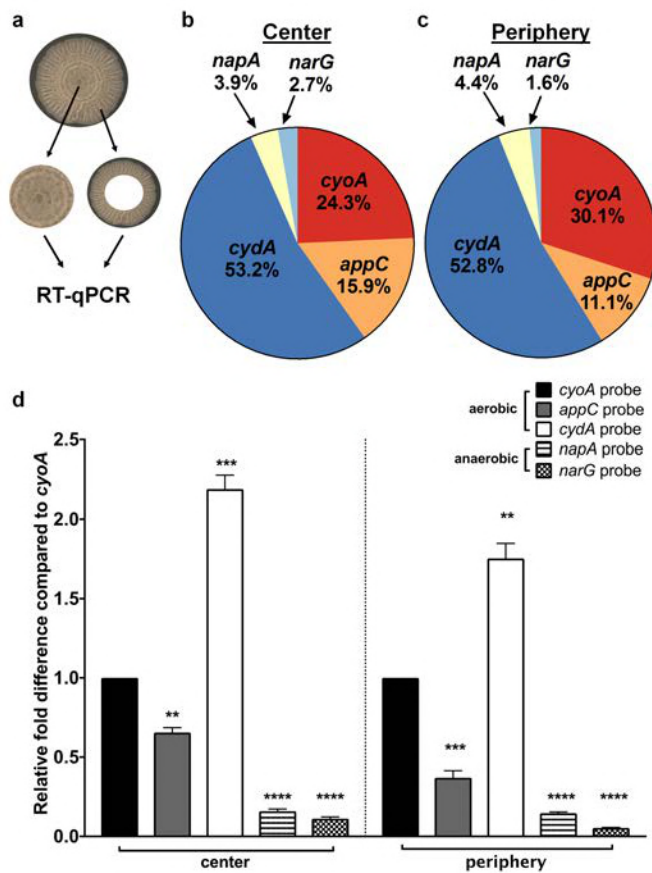 a
RT-qPCR
b
Center
napA
3.9%
narG
2.7%
cyoA
24.3%
cydA
53.2%
appC
15.9%
c
Periphery
napA
4.4%
narG
1.6%
cyoA
30.1%
cydA
52.8%
appC
11.1%
d
aerobic
cyoA probe
appC probe
cydA probe
anaerobic
napA probe
narG probe
Relative fold difference compared to cyoA
2.5
2.0
1.5
1.0
0.5
0.0
**
***
****
****
***
**
****
****
center
periphery